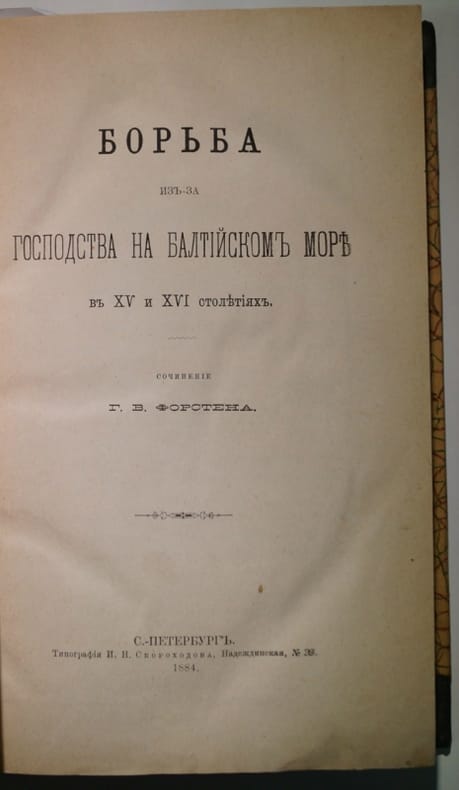 БОРЬБА
ИЗЪ-ЗА
ГОСПОДСТВА НА БАЛТІЙСКОМЪ МОРѢ
въ XV и XVI столѣтіяхъ.
СОЧИНЕНІЕ
Г. В. ФОРСТЕНА.
С.-ПЕТЕРБУРГЪ.
Типографія И. Н. Скороходова, Надеждинская, № 39.
1884.